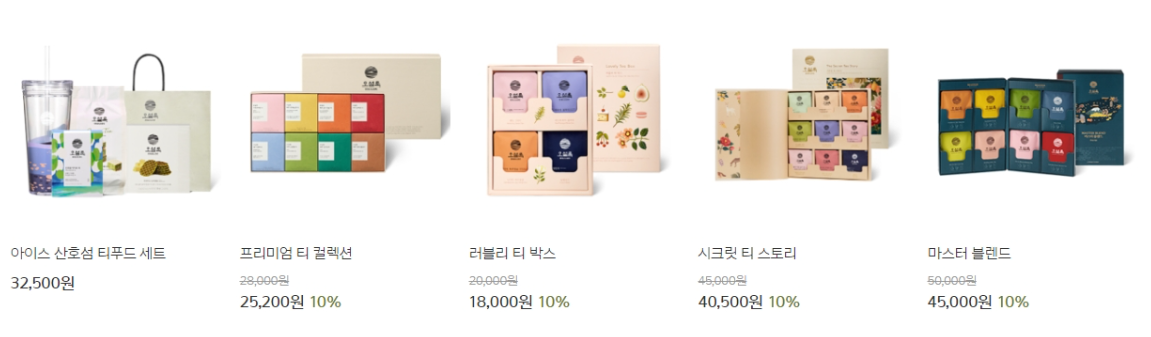 아이스 산호섬 티푸드 세트
32,500원
프리미엄 티 컬렉션
28,000원
25,200원 10%
러블리 티 박스
20,000원
18,000원 10%
시크릿 티 스토리
45,000원
40,500원 10%
마스터 블렌드
50,000원
45,000원 10%